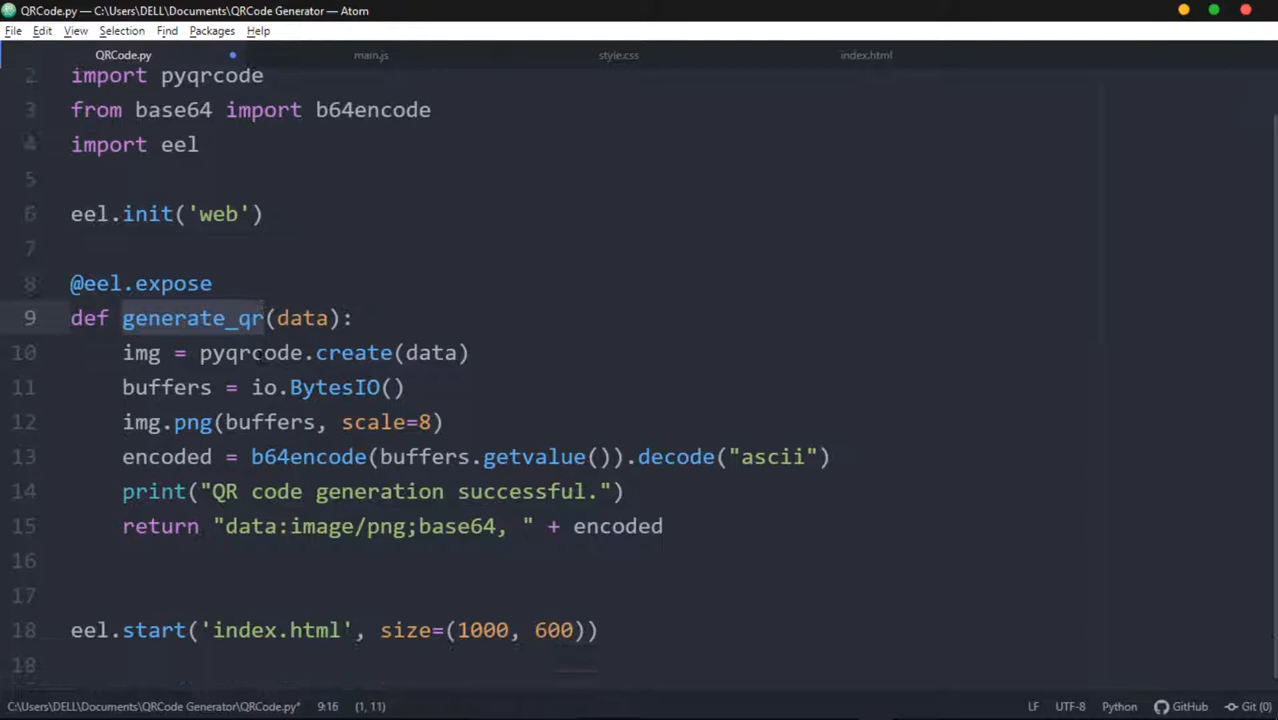 QRCode.py — C:\Users\DELL\Documents\QRCode Generator — Atom
File Edit View Selection Find Packages Help
QRCode.py main.js style.css index.html
2 import pyqrcode
3 from base64 import b64encode
4 import eel
5
6 eel.init('web')
7
8 @eel.expose
9 def generate_qr(data):
10 img = pyqrcode.create(data)
11 buffers = io.BytesIO()
12 img.png(buffers, scale=8)
13 encoded = b64encode(buffers.getvalue()).decode("ascii")
14 print("QR code generation successful.")
15 return "data:image/png;base64, " + encoded
16
17
18 eel.start('index.html', size=(1000, 600))
18
C:\Users\DELL\Documents\QRCode Generator\QRCode.py* 9:16 (1, 11) LF UTF-8 Python GitHub Git (0)